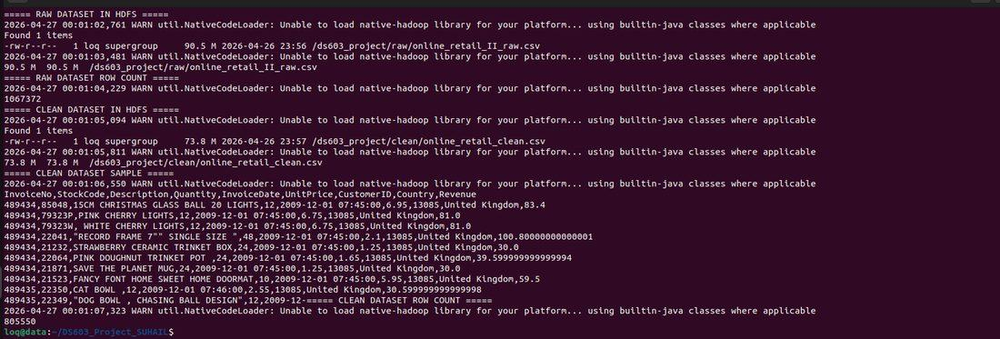 ===== RAW DATASET IN HDFS =====
2026-04-27 00:01:02,761 WARN util.NativeCodeLoader: Unable to load native-hadoop library for your platform... using builtin-java classes where applicable
Found 1 items
-rw-r--r--   1 loq supergroup     90.5 M 2026-04-26 23:56 /ds603_project/raw/online_retail_II_raw.csv
2026-04-27 00:01:03,481 WARN util.NativeCodeLoader: Unable to load native-hadoop library for your platform... using builtin-java classes where applicable
90.5 M  90.5 M  /ds603_project/raw/online_retail_II_raw.csv
===== RAW DATASET ROW COUNT =====
2026-04-27 00:01:04,229 WARN util.NativeCodeLoader: Unable to load native-hadoop library for your platform... using builtin-java classes where applicable
1067372
===== CLEAN DATASET IN HDFS =====
2026-04-27 00:01:05,094 WARN util.NativeCodeLoader: Unable to load native-hadoop library for your platform... using builtin-java classes where applicable
Found 1 items
-rw-r--r--   1 loq supergroup     73.8 M 2026-04-26 23:57 /ds603_project/clean/online_retail_clean.csv
2026-04-27 00:01:05,811 WARN util.NativeCodeLoader: Unable to load native-hadoop library for your platform... using builtin-java classes where applicable
73.8 M  73.8 M  /ds603_project/clean/online_retail_clean.csv
===== CLEAN DATASET SAMPLE =====
2026-04-27 00:01:06,550 WARN util.NativeCodeLoader: Unable to load native-hadoop library for your platform... using builtin-java classes where applicable
InvoiceNo,StockCode,Description,Quantity,InvoiceDate,UnitPrice,CustomerID,Country,Revenue
489434,85048,15CM CHRISTMAS GLASS BALL 20 LIGHTS,12,2009-12-01 07:45:00,6.95,13085,United Kingdom,83.4
489434,79323P,PINK CHERRY LIGHTS,12,2009-12-01 07:45:00,6.75,13085,United Kingdom,81.0
489434,79323W, WHITE CHERRY LIGHTS,12,2009-12-01 07:45:00,6.75,13085,United Kingdom,81.0
489434,22041,"RECORD FRAME 7"" SINGLE SIZE ",48,2009-12-01 07:45:00,2.1,13085,United Kingdom,100.80000000000001
489434,21232,STRAWBERRY CERAMIC TRINKET BOX,24,2009-12-01 07:45:00,1.25,13085,United Kingdom,30.0
489434,22064,PINK DOUGHNUT TRINKET POT ,24,2009-12-01 07:45:00,1.65,13085,United Kingdom,39.599999999999994
489434,21871,SAVE THE PLANET MUG,24,2009-12-01 07:45:00,1.25,13085,United Kingdom,30.0
489434,21523,FANCY FONT HOME SWEET HOME DOORMAT,10,2009-12-01 07:45:00,5.95,13085,United Kingdom,59.5
489435,22350,CAT BOWL ,12,2009-12-01 07:46:00,2.55,13085,United Kingdom,30.599999999999998
489435,22349,"DOG BOWL , CHASING BALL DESIGN",12,2009-12-===== CLEAN DATASET ROW COUNT =====
2026-04-27 00:01:07,323 WARN util.NativeCodeLoader: Unable to load native-hadoop library for your platform... using builtin-java classes where applicable
805550
loq@data:~/DS603_Project_SUHAIL$